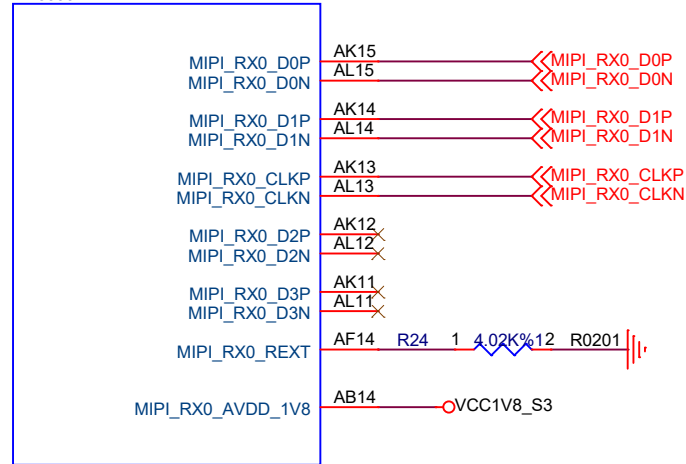 MIPI_RX0_D0P AK15 MIPI_RX0_D0P
MIPI_RX0_D0N AL15 MIPI_RX0_D0N
MIPI_RX0_D1P AK14 MIPI_RX0_D1P
MIPI_RX0_D1N AL14 MIPI_RX0_D1N
MIPI_RX0_CLKP AK13 MIPI_RX0_CLKP
MIPI_RX0_CLKN AL13 MIPI_RX0_CLKN
MIPI_RX0_D2P AK12
MIPI_RX0_D2N AL12
MIPI_RX0_D3P AK11
MIPI_RX0_D3N AL11
MIPI_RX0_REXT AF14 R24 1 4.02K%1 2 R0201
MIPI_RX0_AVDD_1V8 AB14 VCC1V8_S3